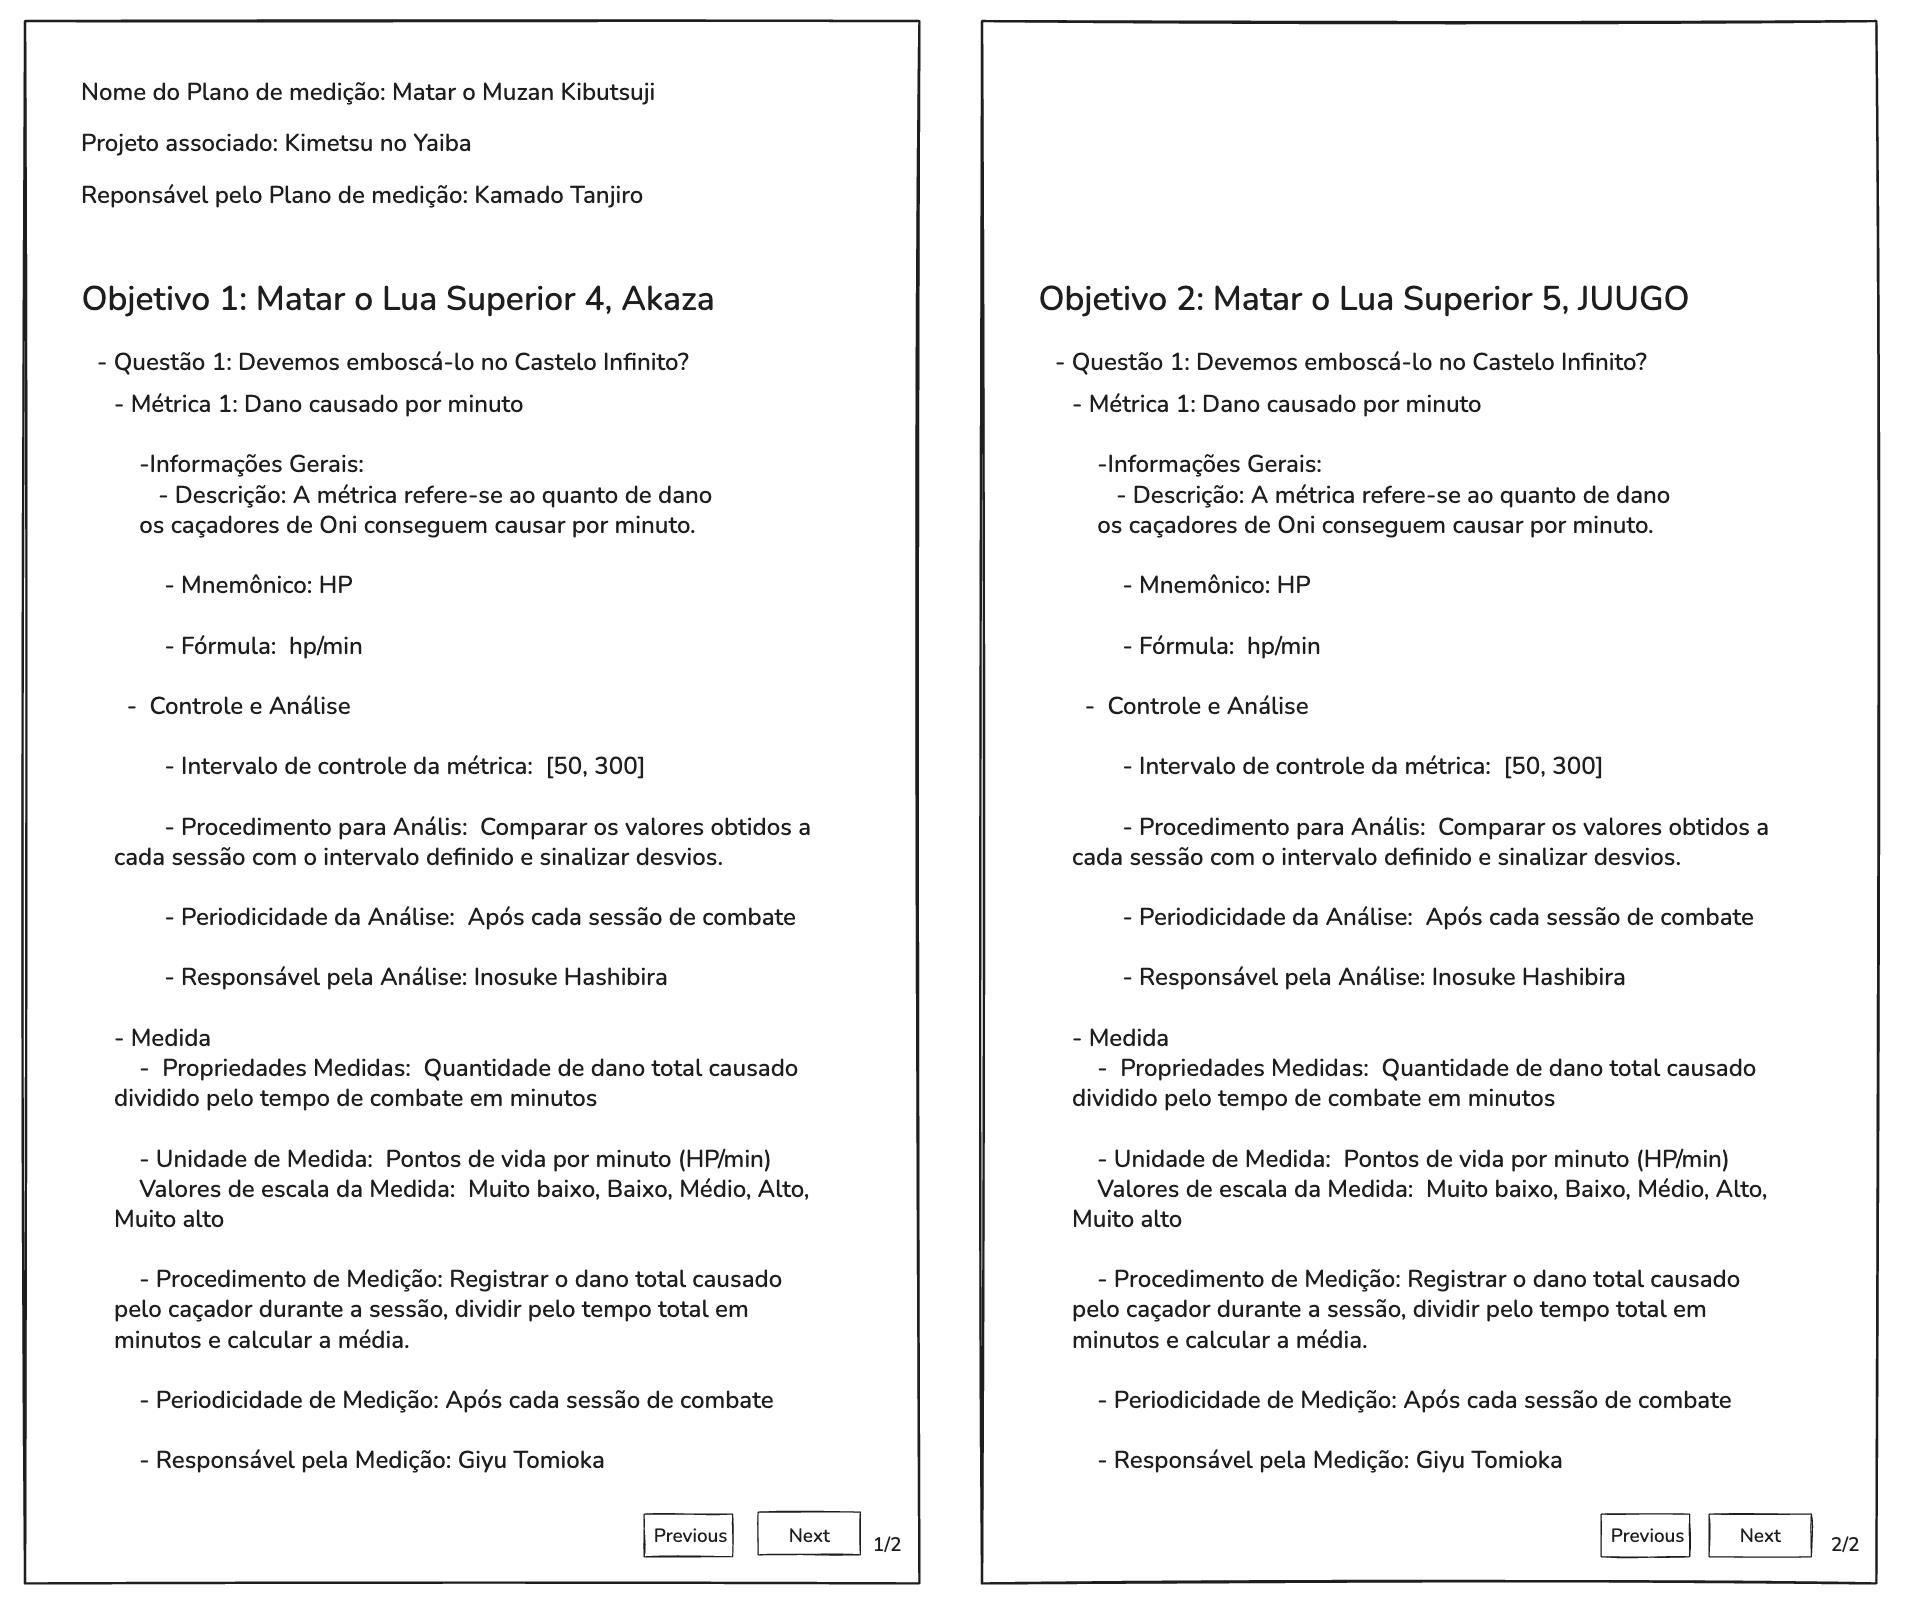 Nome do Plano de medição: Matar o Muzan Kibutsuji
Projeto associado: Kimetsu no Yaiba
Reponsável pelo Plano de medição: Kamado Tanjiro
Objetivo 1: Matar o Lua Superior 4, Akaza
- Questão 1: Devemos emboscá-lo no Castelo Infinito?
- Métrica 1: Dano causado por minuto
-Informações Gerais:
- Descrição: A métrica refere-se ao quanto de dano
os caçadores de Oni conseguem causar por minuto.
- Mnemônico: HP
- Fórmula:  hp/min
-  Controle e Análise
- Intervalo de controle da métrica:  [50, 300]
- Procedimento para Anális:  Comparar os valores obtidos a
cada sessão com o intervalo definido e sinalizar desvios.
- Periodicidade da Análise:  Após cada sessão de combate
- Responsável pela Análise: Inosuke Hashibira
- Medida
-  Propriedades Medidas:  Quantidade de dano total causado
dividido pelo tempo de combate em minutos
- Unidade de Medida:  Pontos de vida por minuto (HP/min)
Valores de escala da Medida:  Muito baixo, Baixo, Médio, Alto,
Muito alto
- Procedimento de Medição: Registrar o dano total causado
pelo caçador durante a sessão, dividir pelo tempo total em
minutos e calcular a média.
- Periodicidade de Medição: Após cada sessão de combate
- Responsável pela Medição: Giyu Tomioka
Previous
Next
1/2
Objetivo 2: Matar o Lua Superior 5, JUUGO
- Questão 1: Devemos emboscá-lo no Castelo Infinito?
- Métrica 1: Dano causado por minuto
-Informações Gerais:
- Descrição: A métrica refere-se ao quanto de dano
os caçadores de Oni conseguem causar por minuto.
- Mnemônico: HP
- Fórmula:  hp/min
-  Controle e Análise
- Intervalo de controle da métrica:  [50, 300]
- Procedimento para Anális:  Comparar os valores obtidos a
cada sessão com o intervalo definido e sinalizar desvios.
- Periodicidade da Análise:  Após cada sessão de combate
- Responsável pela Análise: Inosuke Hashibira
- Medida
-  Propriedades Medidas:  Quantidade de dano total causado
dividido pelo tempo de combate em minutos
- Unidade de Medida:  Pontos de vida por minuto (HP/min)
Valores de escala da Medida:  Muito baixo, Baixo, Médio, Alto,
Muito alto
- Procedimento de Medição: Registrar o dano total causado
pelo caçador durante a sessão, dividir pelo tempo total em
minutos e calcular a média.
- Periodicidade de Medição: Após cada sessão de combate
- Responsável pela Medição: Giyu Tomioka
Previous
Next
2/2